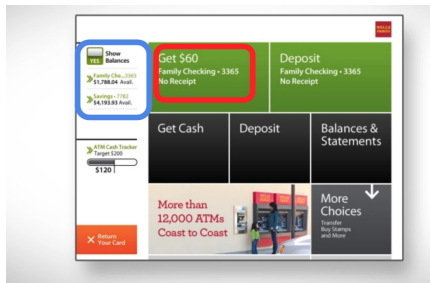 WELLS
FARGO
Show
YES Balances
Family Che...3365
$1,788.04 Avail.
Savings - 7782
$4,193.93 Avail.
ATM Cash Tracker
Target $200
$120
Return
Your Card
Get $60
Family Checking - 3365
No Receipt
Deposit
Family Checking - 3365
No Receipt
Get Cash
Deposit
Balances &
Statements
More than
12,000 ATMs
Coast to Coast
More
Choices
Transfer
Buy Stamps
and More